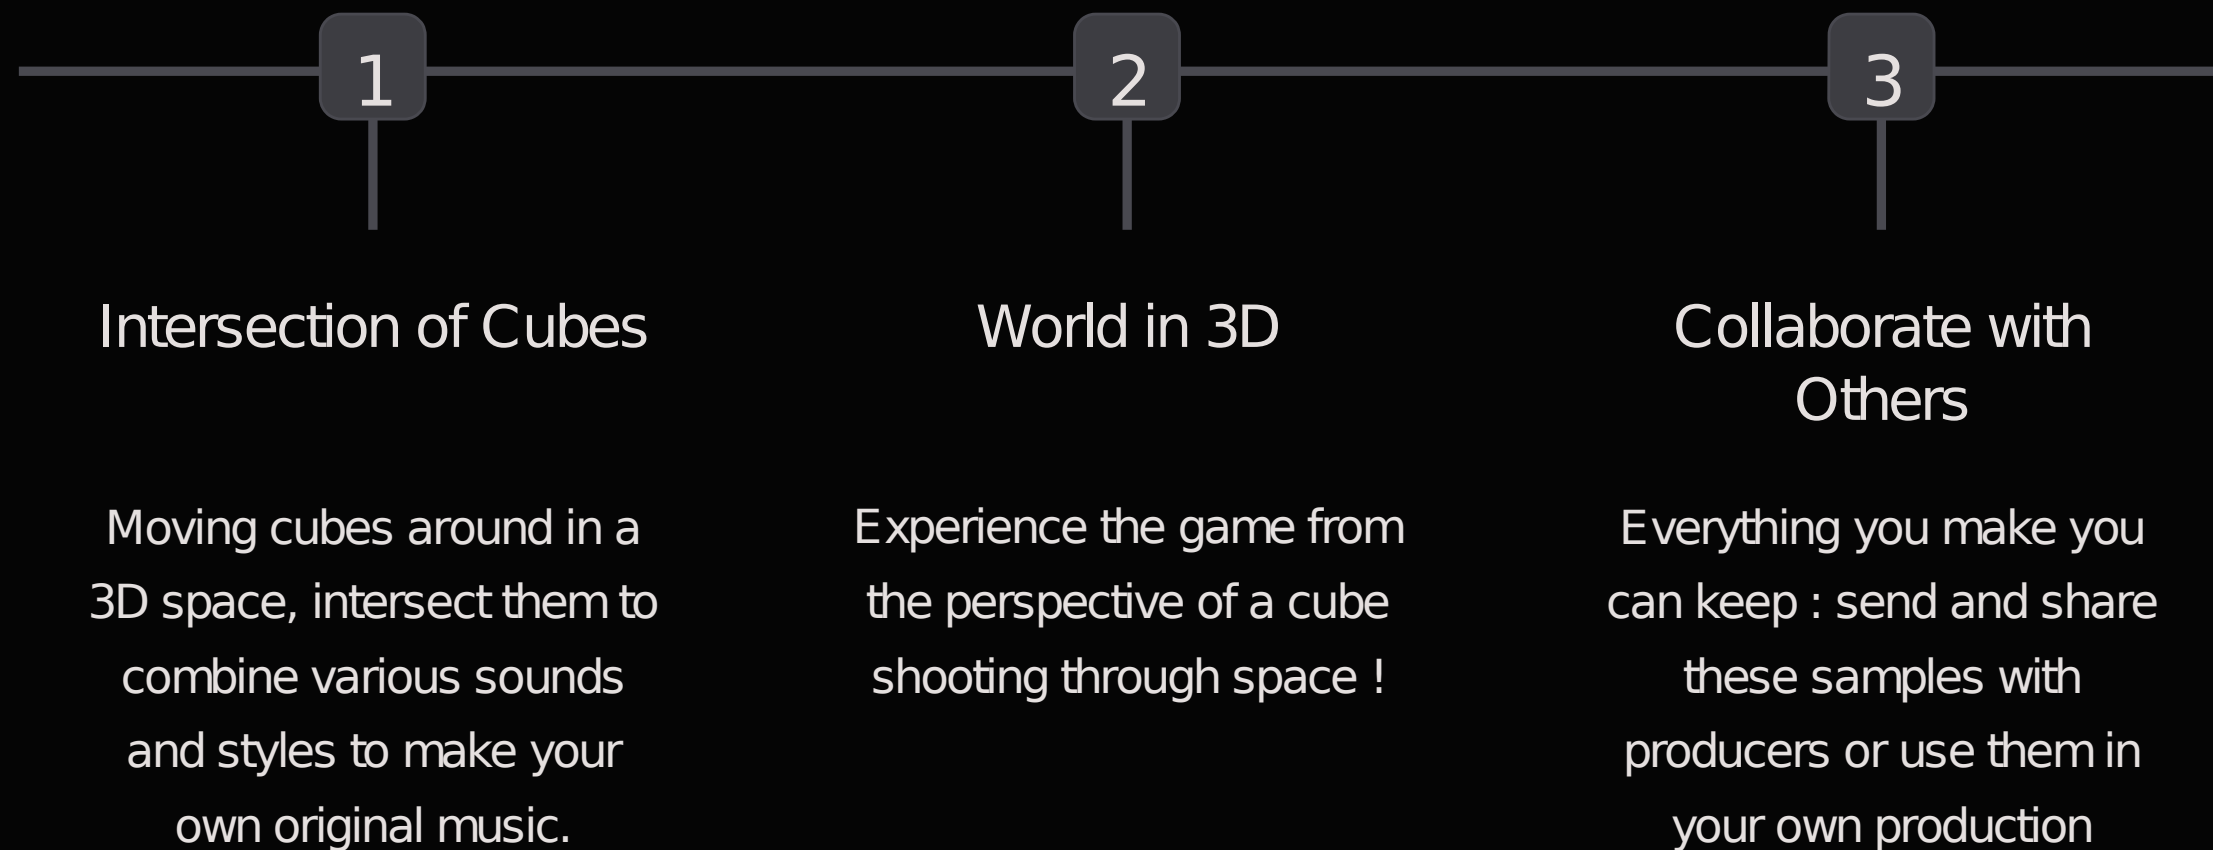 1
Intersection of Cubes
Moving cubes around in a
3D space, intersect them to
combine various sounds
and styles to make your
own original music.
2
World in 3D
Experience the game from
the perspective of a cube
shooting through space !
3
Collaborate with
Others
Everything you make you
can keep : send and share
these samples with
producers or use them in
your own production